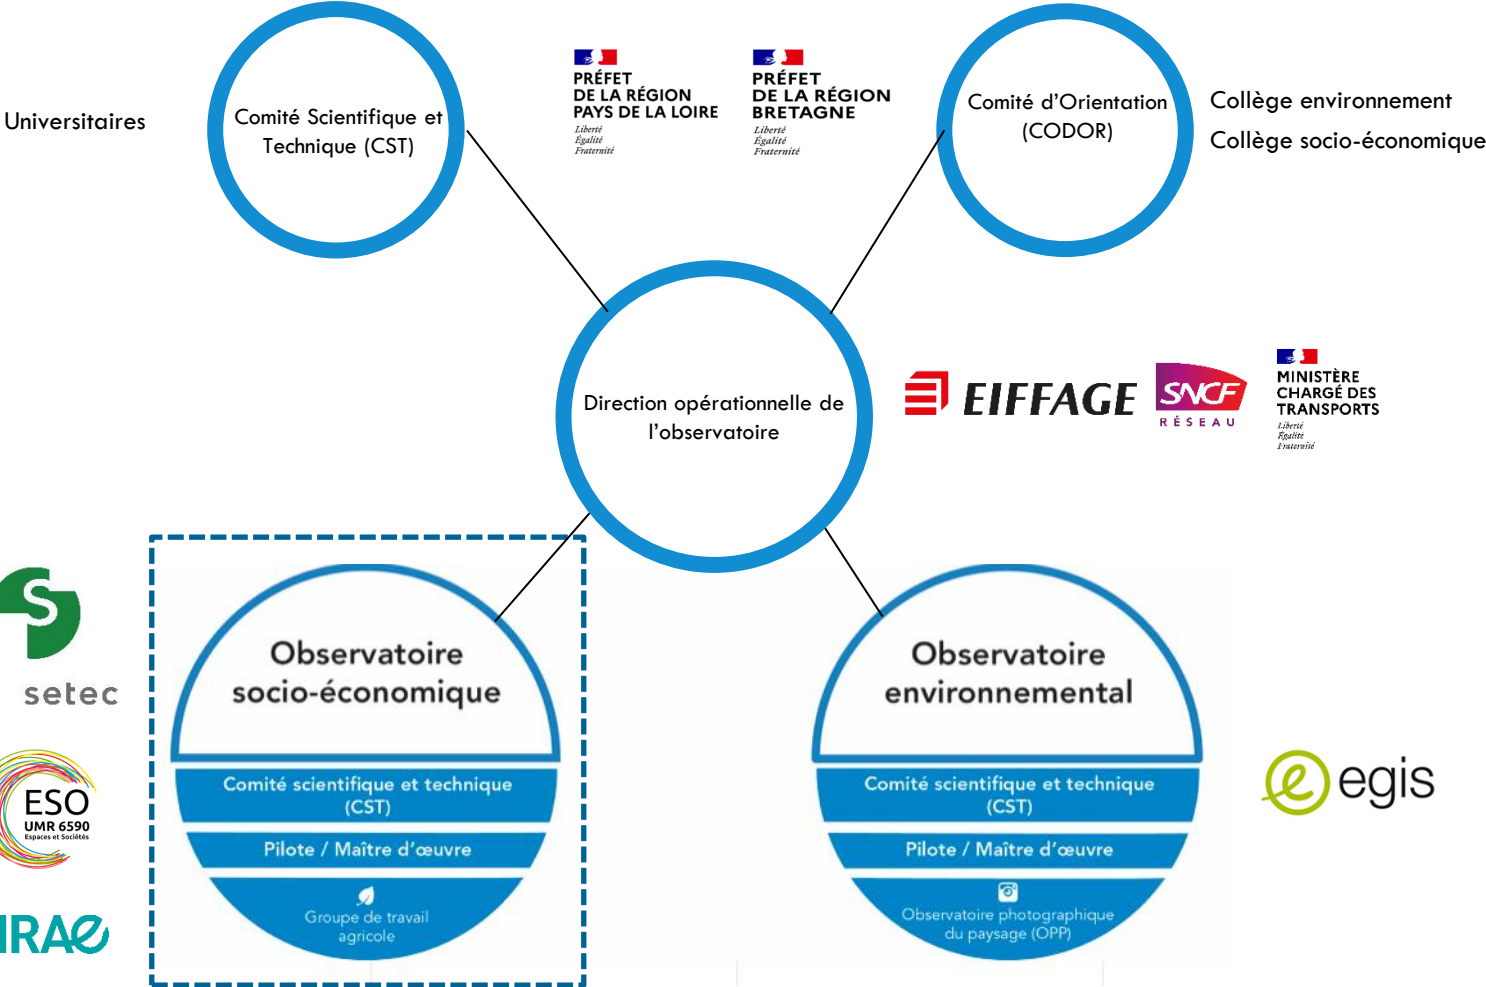 Universitaires
Comité Scientifique et
Technique (CST)
PRÉFET
DE LA RÉGION
PAYS DE LA LOIRE
Liberté
Égalité
Fraternité
PRÉFET
DE LA RÉGION
BRETAGNE
Liberté
Égalité
Fraternité
Comité d’Orientation
(CODOR)
Collège environnement
Collège socio-économique
Direction opérationnelle de
l’observatoire
EIFFAGE
SNCF
RÉSEAU
MINISTÈRE
CHARGÉ DES
TRANSPORTS
Liberté
Égalité
Fraternité
S
setec
ESO
UMR 6590
Espaces et Sociétés
RAE
Observatoire
socio-économique
Comité scientifique et technique
(CST)
Pilote / Maître d’œuvre
Groupe de travail
agricole
Observatoire
environnemental
Comité scientifique et technique
(CST)
Pilote / Maître d’œuvre
Observatoire photographique
du paysage (OPP)
e egis